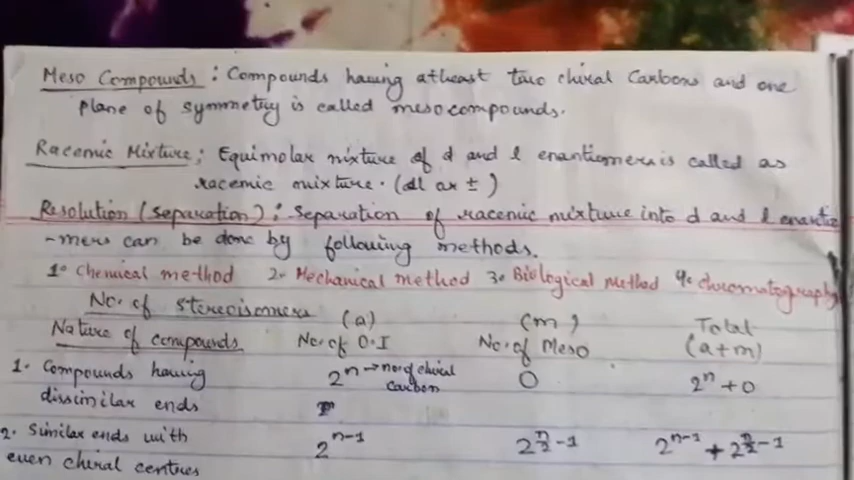 Meso Compounds : Compounds having atleast two chiral Carbons and one
plane of symmetry is called mesocompounds.
Racemic Mixture ; Equimolar mixture of d and l enantiomers is called as
racemic mixture. (dl or ±)
Resolution (separation) : Separation of racemic mixture into d and l enantio
-mers can be done by following methods.
1. Chemical method 2. Mechanical method 3. Biological method 4. chromatography
No. of stereoisomers (a) (m) Total
Nature of compounds No. of O.I No. of Meso (a+m)
1. Compounds having 2ⁿ → no. of chiral 0 2ⁿ + 0
carbon
dissimilar ends
2. Similar ends with 2^(n-1) 2^(n/2 - 1) 2^(n-1) + 2^(n/2 - 1)
even chiral centres